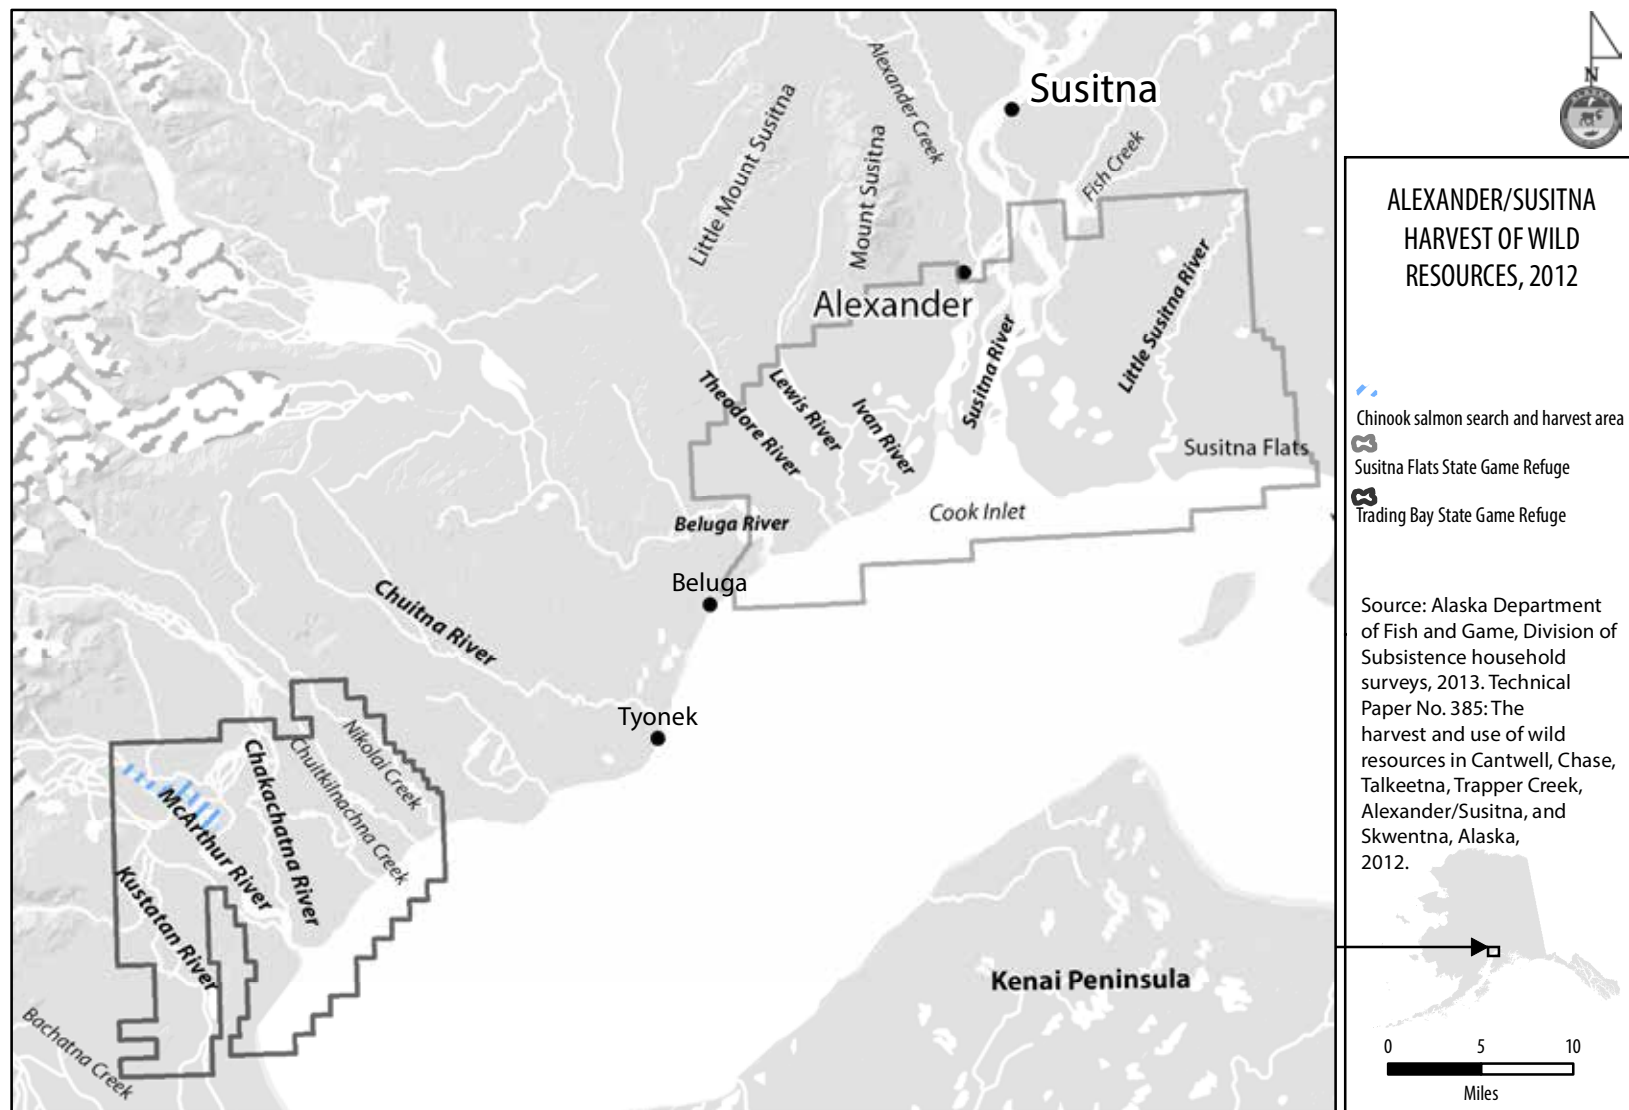 Susitna
Alexander Creek
Fish Creek
Little Mount Susitna
Mount Susitna
Alexander
Little Susitna River
Susitna River
Theodore River
Lewis River
Ivan River
Susitna Flats
Beluga River
Cook Inlet
Beluga
Chuitna River
Tyonek
Nikolai Creek
Chuitkilnachna Creek
Chakachatna River
McArthur River
Kustatan River
Bachatna Creek
Kenai Peninsula
N
ALEXANDER/SUSITNA
HARVEST OF WILD
RESOURCES, 2012
Chinook salmon search and harvest area
Susitna Flats State Game Refuge
Trading Bay State Game Refuge
Source: Alaska Department
of Fish and Game, Division of
Subsistence household
surveys, 2013. Technical
Paper No. 385: The
harvest and use of wild
resources in Cantwell, Chase,
Talkeetna, Trapper Creek,
Alexander/Susitna, and
Skwentna, Alaska,
2012.
0 5 10
Miles